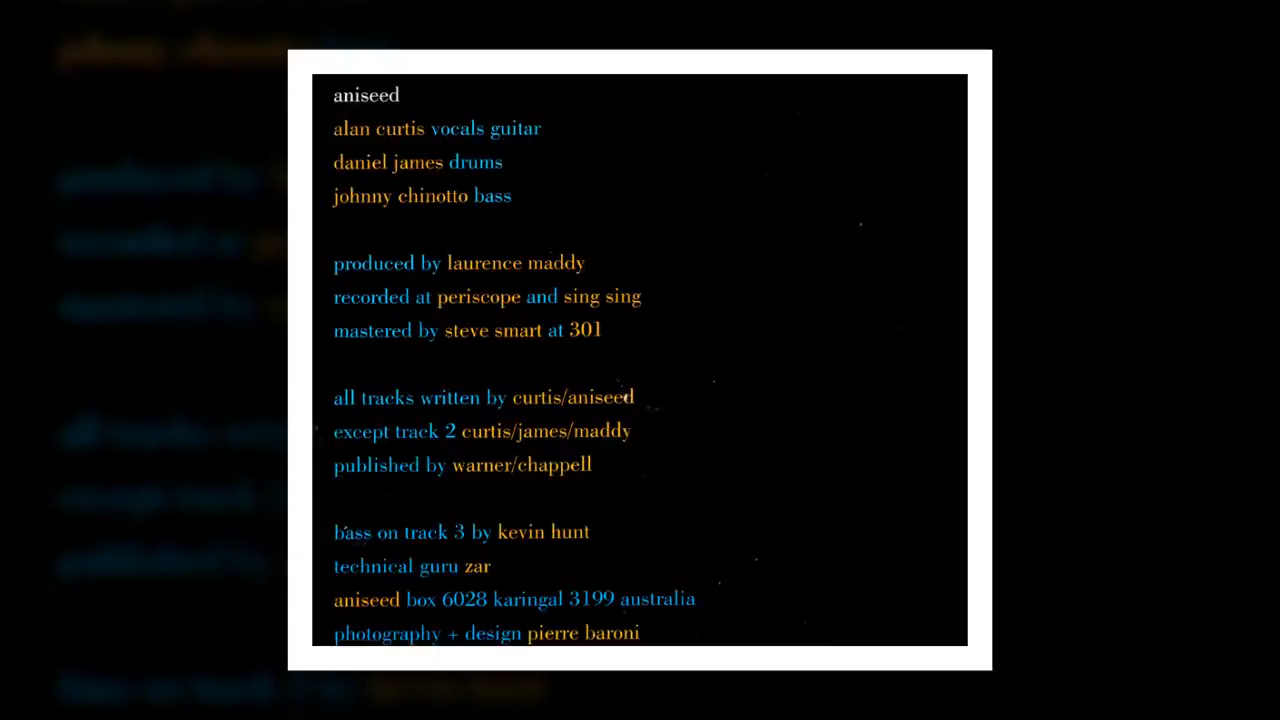 aniseed
alan curtis vocals guitar
daniel james drums
johnny chinotto bass
produced by laurence maddy
recorded at periscope and sing sing
mastered by steve smart at 301
all tracks written by curtis/aniseed
except track 2 curtis/james/maddy
published by warner/chappell
bass on track 3 by kevin hunt
technical guru zar
aniseed box 6028 karingal 3199 australia
photography + design pierre baroni